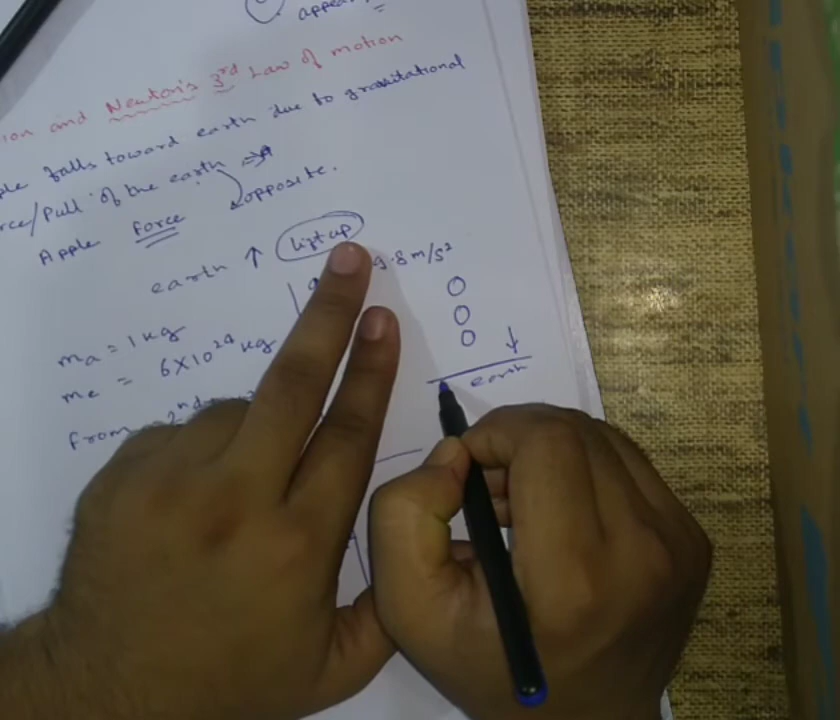 appear
ion and Newton's 3rd Law of motion
ple falls toward earth due to gravitational
rce/Pull of the earth ⇒
Apple force opposite.
earth ↑ lift up
9.8 m/s²
ma = 1 kg
me = 6×10²⁴ kg
earth
from 2nd